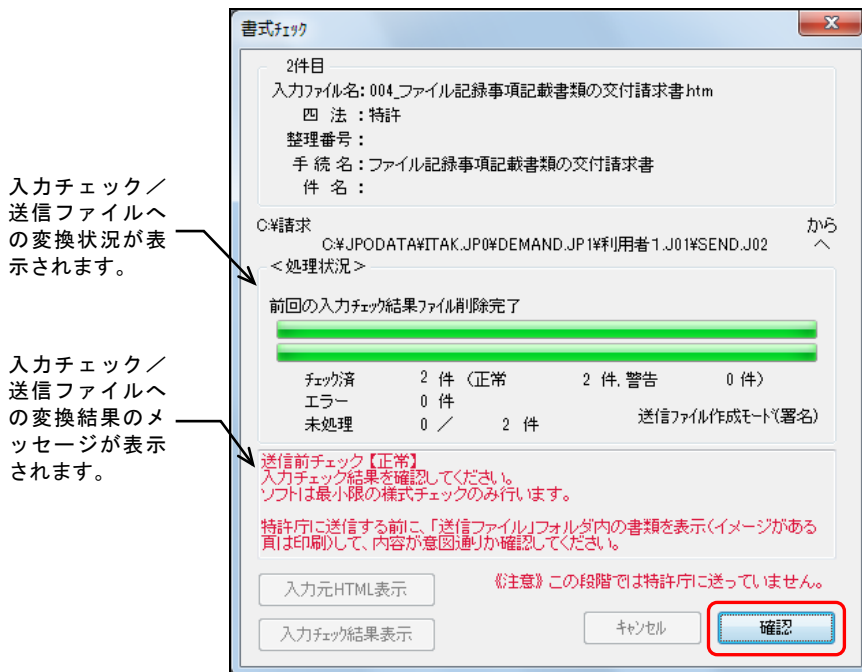 書式ﾁｪｯｸ
2件目
入力ﾌｧｲﾙ名：004_ファイル記録事項記載書類の交付請求書.htm
四 法：特許
整理番号：
手 続 名：ファイル記録事項記載書類の交付請求書
件 名：
C:¥請求 から
C:¥JPODATA¥ITAK.JP0¥DEMAND.JP1¥利用者１.J01¥SEND.J02 へ
＜処理状況＞
前回の入力ﾁｪｯｸ結果ﾌｧｲﾙ削除完了
ﾁｪｯｸ済 2 件 （正常 2 件, 警告 0 件）
エラー 0 件
未処理 0 ／ 2 件 送信ﾌｧｲﾙ作成ﾓｰﾄﾞ(署名)
送信前チェック【正常】
入力チェック結果を確認してください。
ソフトは最小限の様式チェックのみ行います。
特許庁に送信する前に、「送信ファイル」フォルダ内の書類を表示（イメージがある
頁は印刷）して、内容が意図通りか確認してください。
入力元HTML表示
《注意》この段階では特許庁に送っていません。
入力ﾁｪｯｸ結果表示
ｷｬﾝｾﾙ
確認
入力チェック／
送信ファイルへ
の変換状況が表
示されます。
入力チェック／
送信ファイルへ
の変換結果のメ
ッセージが表示
されます。